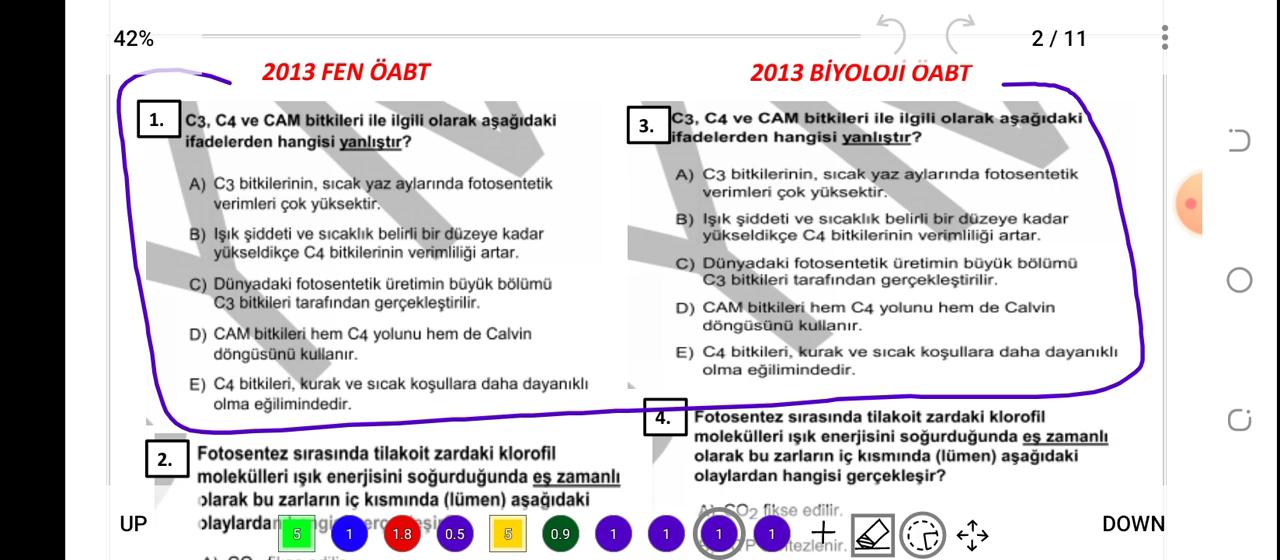 42%
2 / 11
2013 FEN ÖABT
1.
C3, C4 ve CAM bitkileri ile ilgili olarak aşağıdaki
ifadelerden hangisi yanlıştır?
A) C3 bitkilerinin, sıcak yaz aylarında fotosentetik
verimleri çok yüksektir.
B) Işık şiddeti ve sıcaklık belirli bir düzeye kadar
yükseldikçe C4 bitkilerinin verimliliği artar.
C) Dünyadaki fotosentetik üretimin büyük bölümü
C3 bitkileri tarafından gerçekleştirilir.
D) CAM bitkileri hem C4 yolunu hem de Calvin
döngüsünü kullanır.
E) C4 bitkileri, kurak ve sıcak koşullara daha dayanıklı
olma eğilimindedir.
2.
Fotosentez sırasında tilakoit zardaki klorofil
molekülleri ışık enerjisini soğurduğunda eş zamanlı
olarak bu zarların iç kısmında (lümen) aşağıdaki
2013 BİYOLOJİ ÖABT
3.
C3, C4 ve CAM bitkileri ile ilgili olarak aşağıdaki
ifadelerden hangisi yanlıştır?
A) C3 bitkilerinin, sıcak yaz aylarında fotosentetik
verimleri çok yüksektir.
B) Işık şiddeti ve sıcaklık belirli bir düzeye kadar
yükseldikçe C4 bitkilerinin verimliliği artar.
C) Dünyadaki fotosentetik üretimin büyük bölümü
C3 bitkileri tarafından gerçekleştirilir.
D) CAM bitkileri hem C4 yolunu hem de Calvin
döngüsünü kullanır.
E) C4 bitkileri, kurak ve sıcak koşullara daha dayanıklı
olma eğilimindedir.
4.
Fotosentez sırasında tilakoit zardaki klorofil
molekülleri ışık enerjisini soğurduğunda eş zamanlı
olarak bu zarların iç kısmında (lümen) aşağıdaki
olaylardan hangisi gerçekleşir?
A) CO2 fikse edilir.
UP
5 1 1.8 0.5 5 0.9 1 1 1 1
DOWN